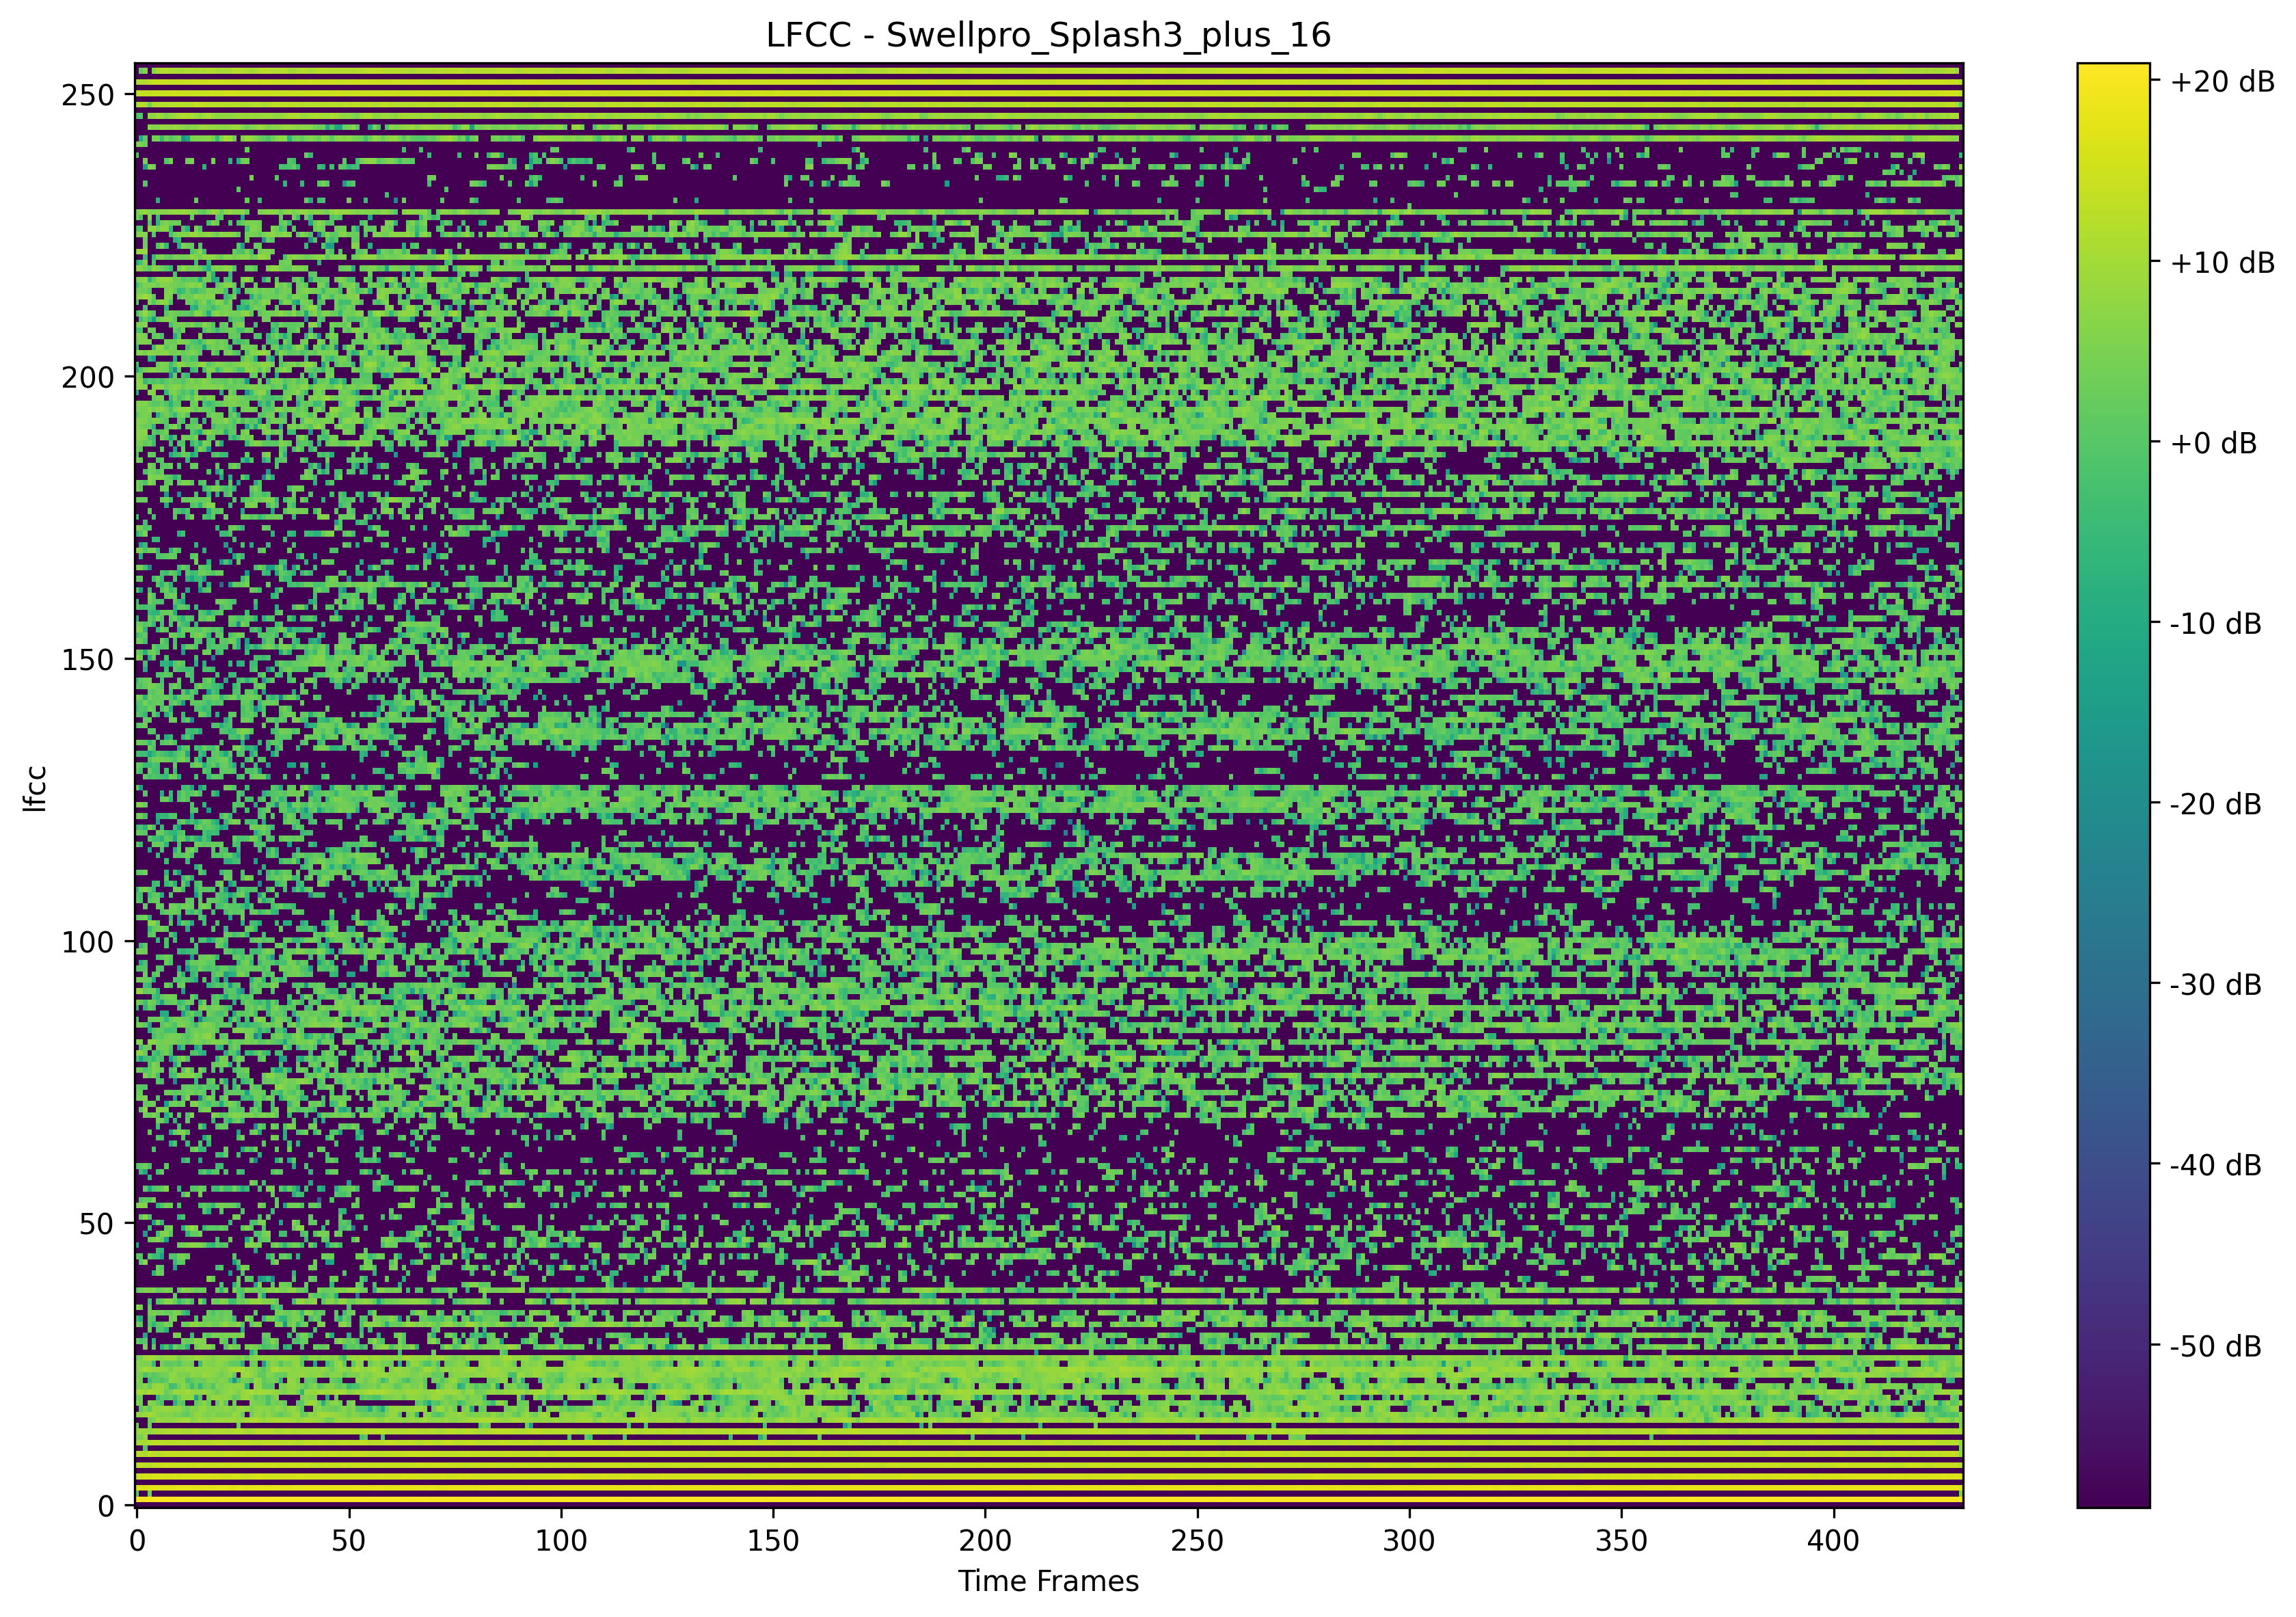 LFCC - Swellpro_Splash3_plus_16
lfcc
250
200
150
100
50
0
0 50 100 150 200 250 300 350 400
Time Frames
+20 dB
+10 dB
+0 dB
-10 dB
-20 dB
-30 dB
-40 dB
-50 dB